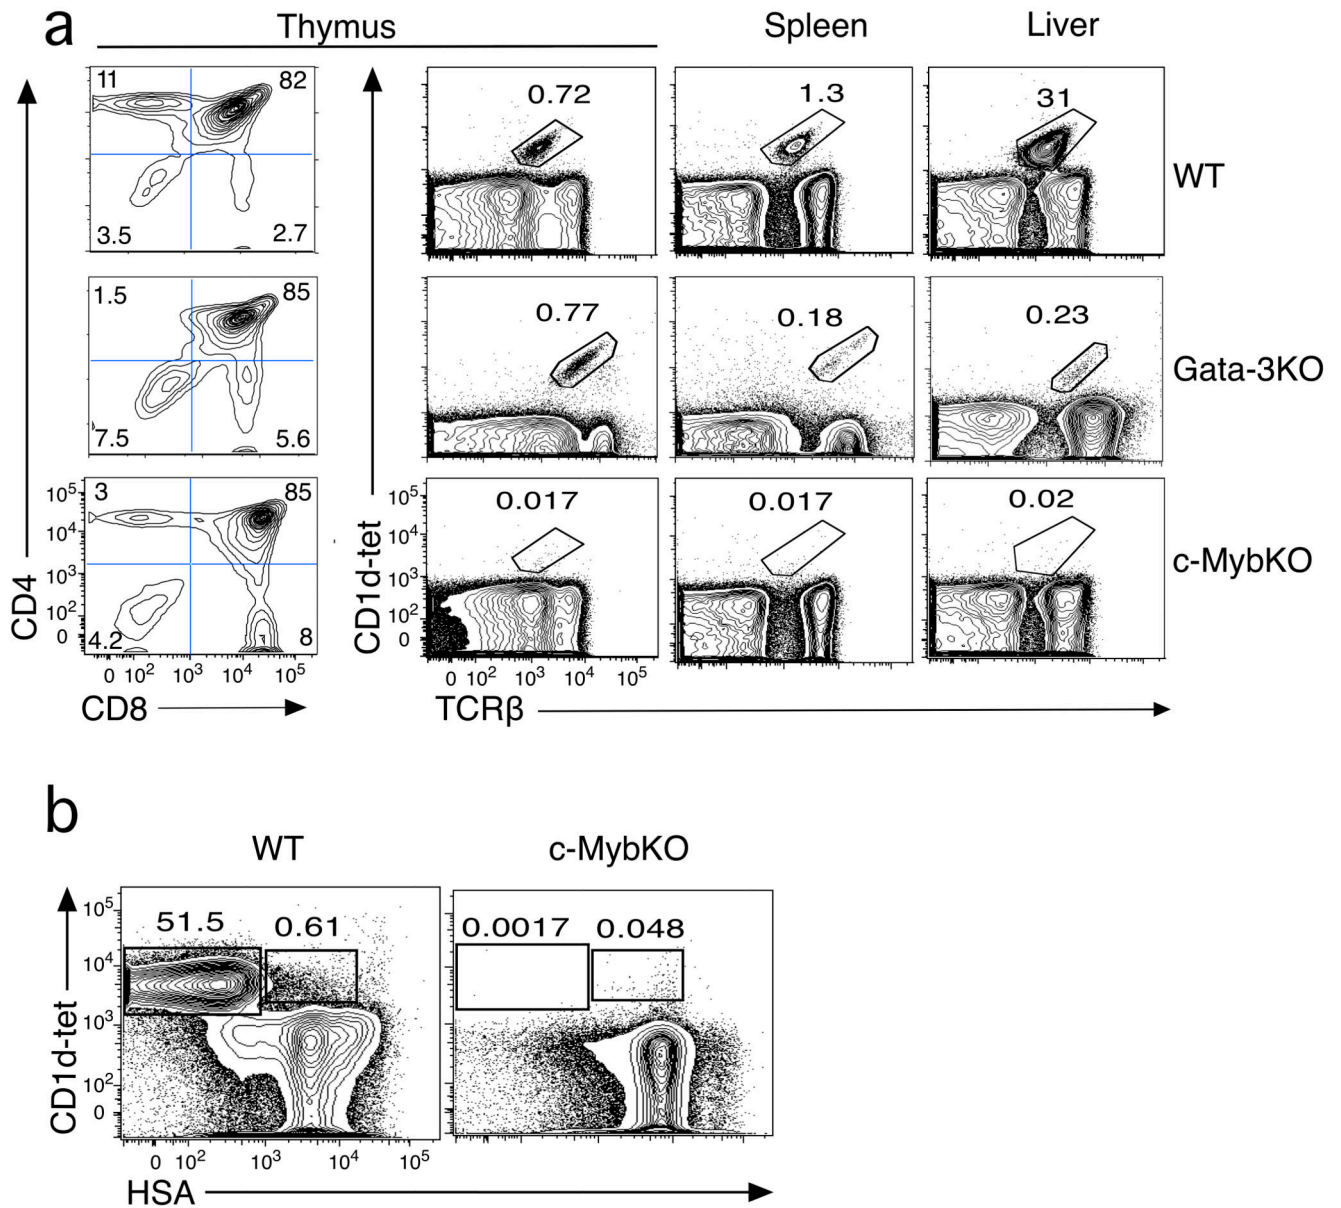 a
Thymus Spleen Liver
11 82 0.72 1.3 31
WT
3.5 2.7
1.5 85 0.77 0.18 0.23
Gata-3KO
7.5 5.6
3 85 0.017 0.017 0.02
c-MybKO
4.2 8
CD4
10⁵
10⁴
10³
10²
0
CD1d-tet
10⁵
10⁴
10³
10²
0
0 10² 10³ 10⁴ 10⁵
0 10² 10³ 10⁴ 10⁵
CD8 TCRβ
b
WT c-MybKO
51.5 0.61 0.0017 0.048
CD1d-tet
10⁵
10⁴
10³
10²
0
0 10² 10³ 10⁴ 10⁵
HSA